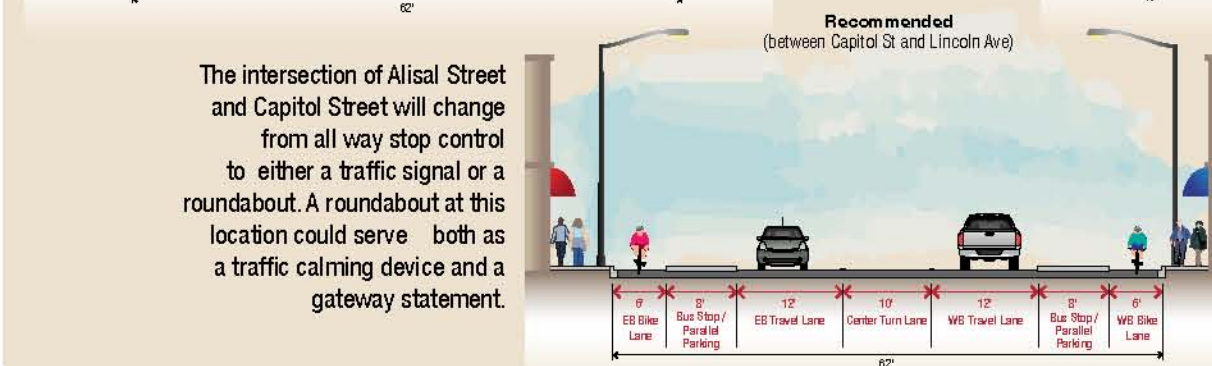 62'
Recommended
(between Capitol St and Lincoln Ave)
The intersection of Alisal Street
and Capitol Street will change
from all way stop control
to either a traffic signal or a
roundabout. A roundabout at this
location could serve both as
a traffic calming device and a
gateway statement.
6' 8' 12' 10' 12' 8' 6'
EB Bike Lane
Bus Stop / Parallel Parking
EB Travel Lane
Center Turn Lane
WB Travel Lane
Bus Stop / Parallel Parking
WB Bike Lane
62'